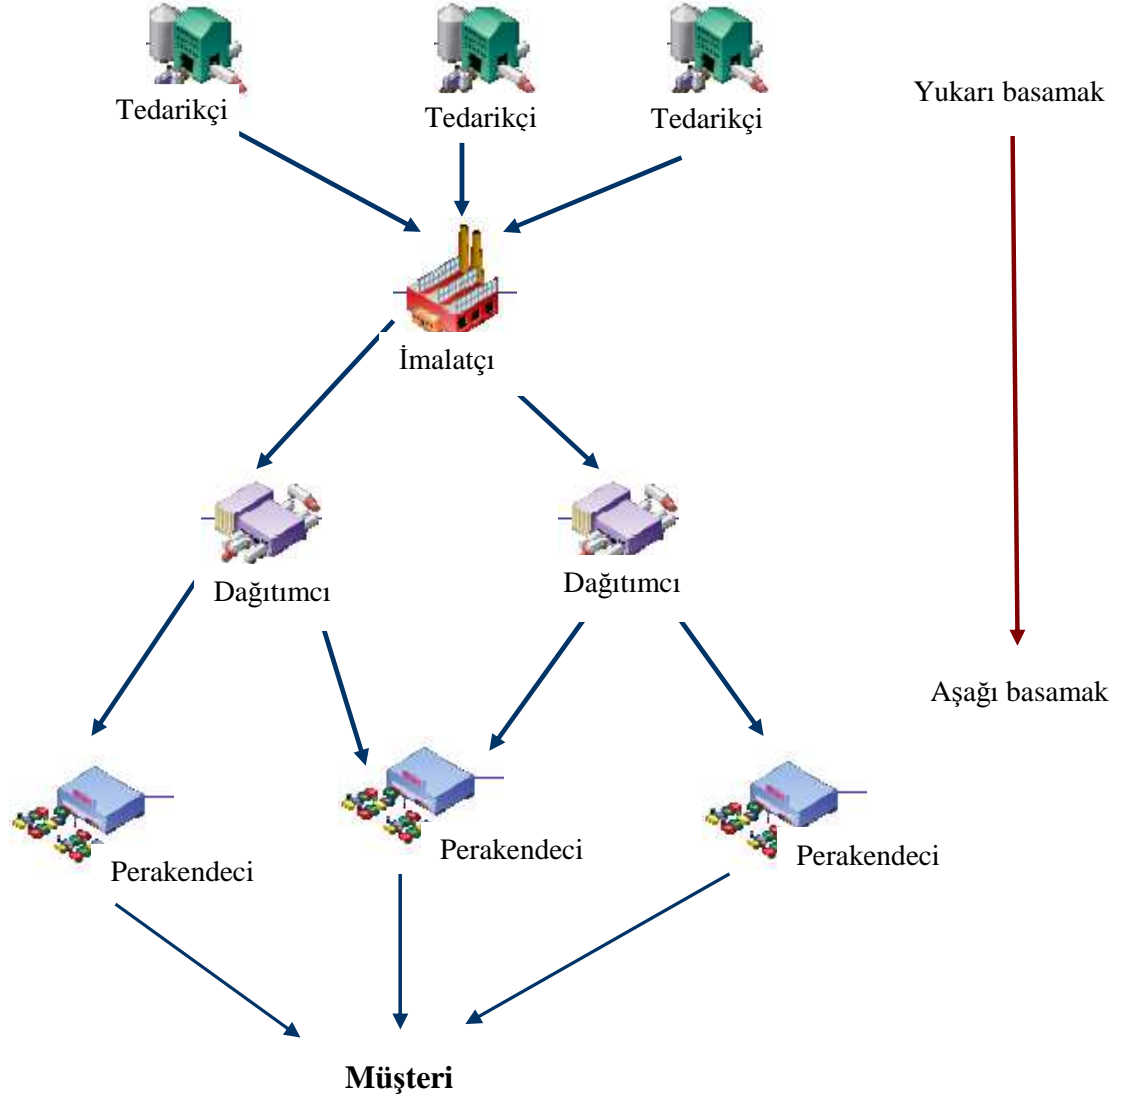 Tedarikçi
Tedarikçi
Tedarikçi
Yukarı basamak
İmalatçı
Dağıtımcı
Dağıtımcı
Aşağı basamak
Perakendeci
Perakendeci
Perakendeci
Müşteri